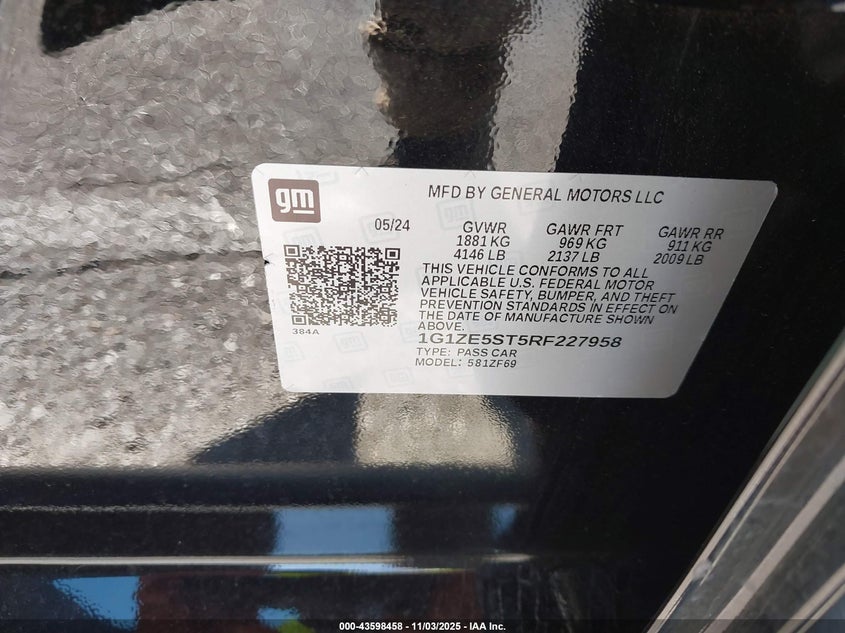 gm
MFD BY GENERAL MOTORS LLC
05/24 GVWR GAWR FRT GAWR RR
1881 KG 969 KG 911 KG
4146 LB 2137 LB 2009 LB
THIS VEHICLE CONFORMS TO ALL
APPLICABLE U.S. FEDERAL MOTOR
VEHICLE SAFETY, BUMPER, AND THEFT
PREVENTION STANDARDS IN EFFECT ON
THE DATE OF MANUFACTURE SHOWN
ABOVE.
384A
1G1ZE5ST5RF227958
TYPE: PASS CAR
MODEL: 581ZF69
000-43598458 - 11/03/2025 - IAA Inc.